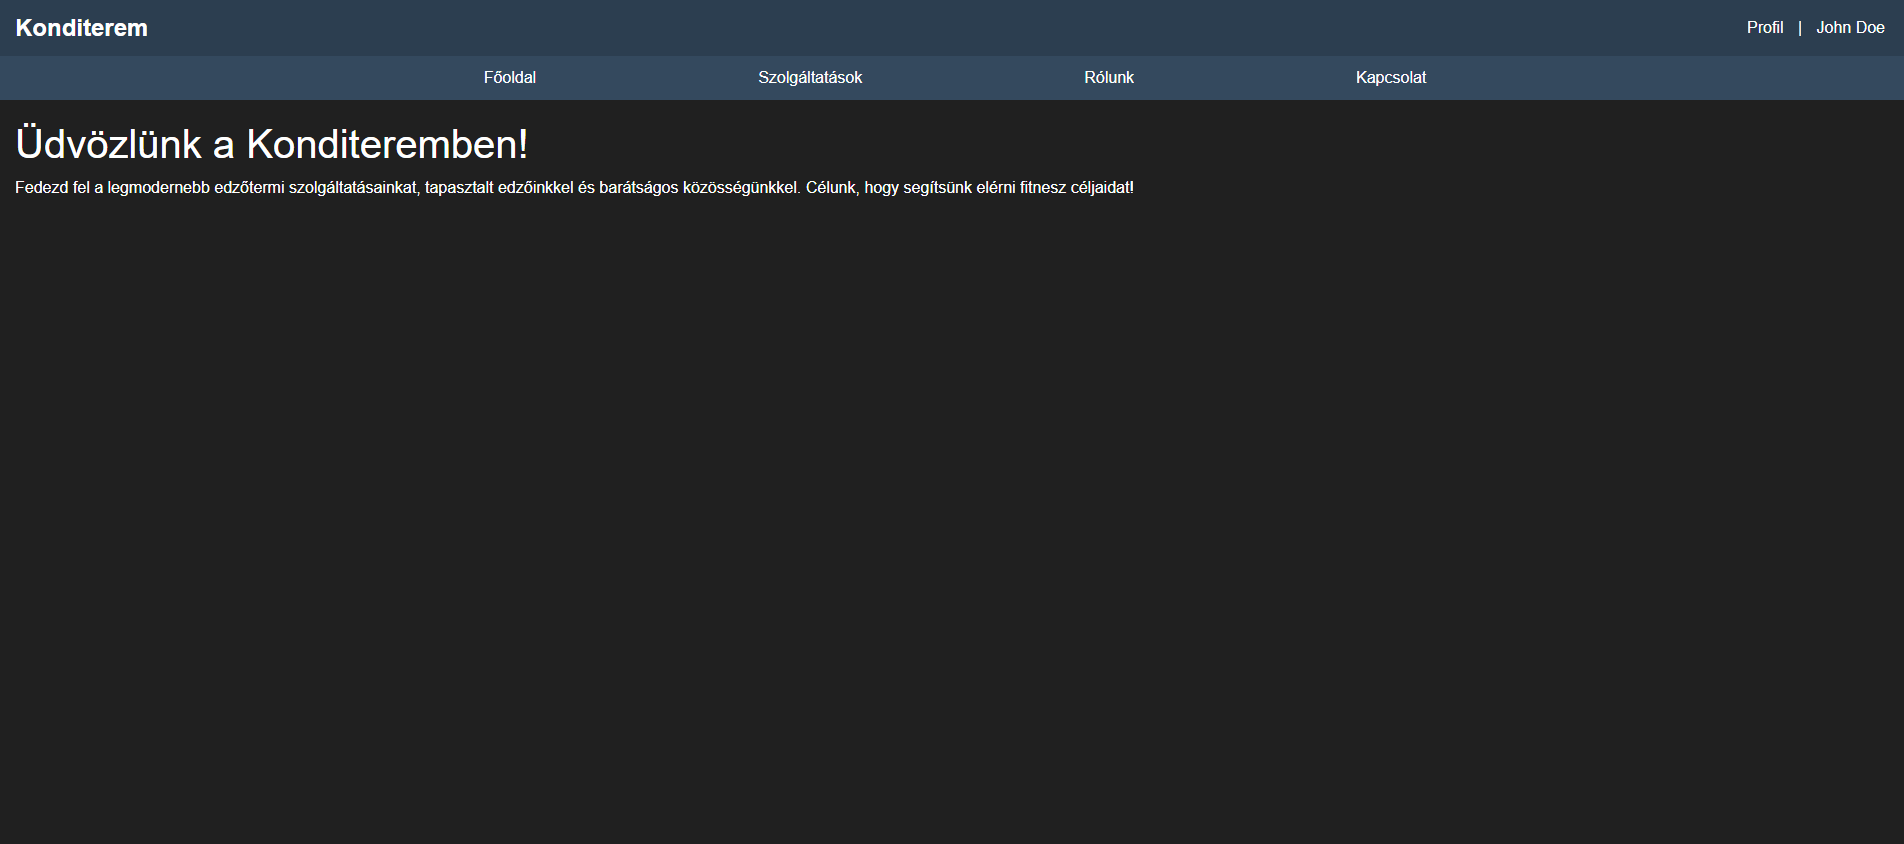 Konditerem
Profil | John Doe
Főoldal Szolgáltatások Rólunk Kapcsolat
Üdvözlünk a Konditeremben!
Fedezd fel a legmodernebb edzőtermi szolgáltatásainkat, tapasztalt edzőinkkel és barátságos közösségünkkel. Célunk, hogy segítsünk elérni fitnesz céljaidat!